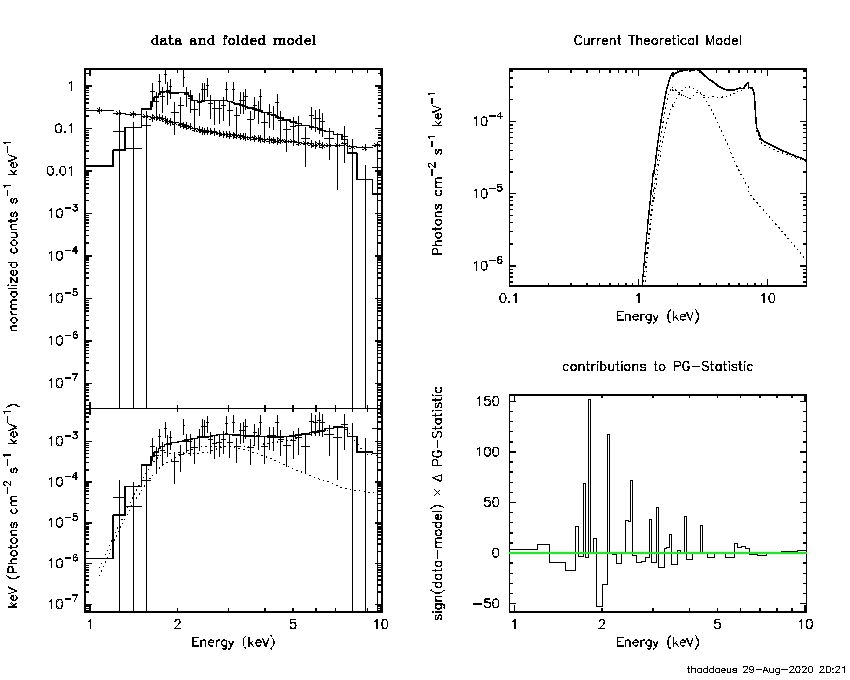 data and folded model
normalized counts s⁻¹ keV⁻¹
1
0.1
0.01
10⁻³
10⁻⁴
10⁻⁵
10⁻⁶
10⁻⁷
keV (Photons cm⁻² s⁻¹ keV⁻¹)
10⁻³
10⁻⁴
10⁻⁵
10⁻⁶
10⁻⁷
1 2 5 10
Energy (keV)
Current Theoretical Model
Photons cm⁻² s⁻¹ keV⁻¹
10⁻⁴
10⁻⁵
10⁻⁶
0.1 1 10
Energy (keV)
contributions to PG−Statistic
sign(data−model) × Δ PG−Statistic
150
100
50
0
−50
1 2 5 10
Energy (keV)
thaddaeus 29−Aug−2020 20:21